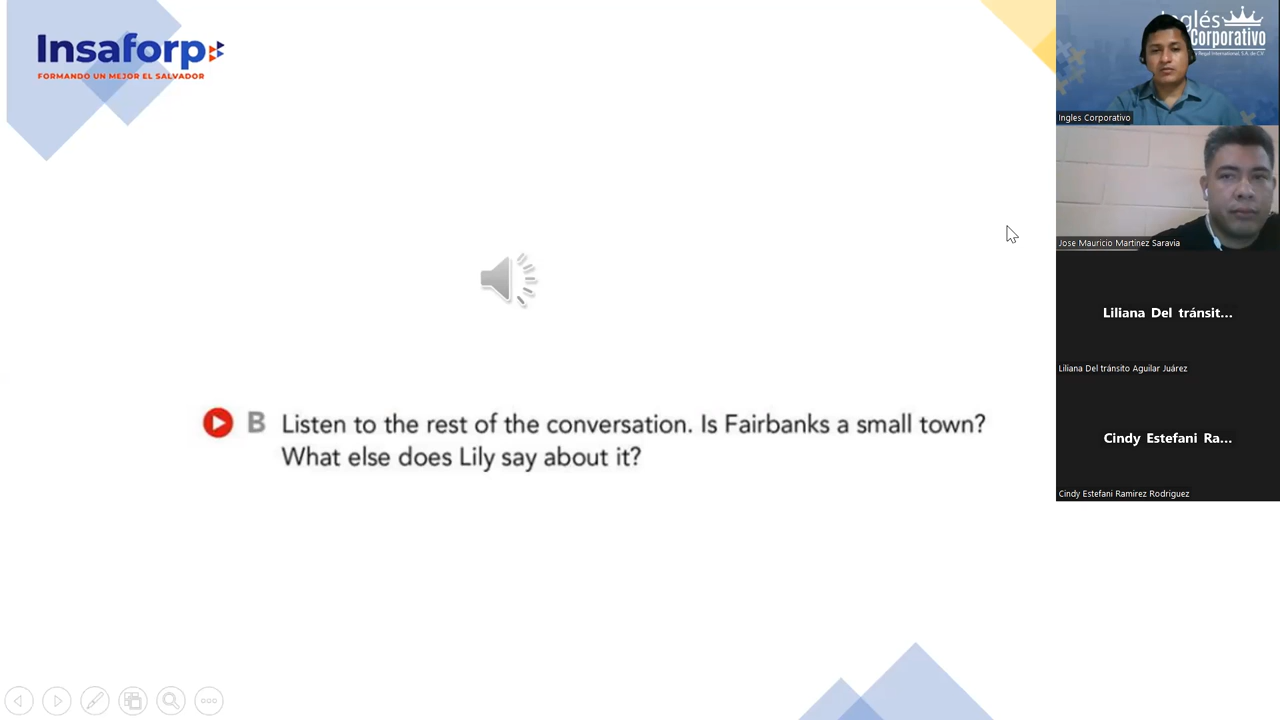 Insaforp
FORMANDO UN MEJOR EL SALVADOR
B Listen to the rest of the conversation. Is Fairbanks a small town?
What else does Lily say about it?
Inglés
Corporativo
Ingles Corporativo
Jose Mauricio Martinez Saravia
Liliana Del tránsit...
Liliana Del tránsito Aguilar Juárez
Cindy Estefani Ra...
Cindy Estefani Ramirez Rodriguez